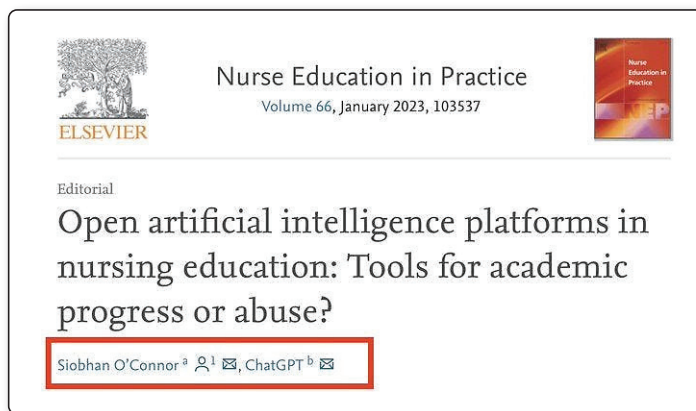 Nurse Education in Practice
Volume 66, January 2023, 103537
ELSEVIER
Nurse
Education in
Practice
NEP
Editorial
Open artificial intelligence platforms in
nursing education: Tools for academic
progress or abuse?
Siobhan O'Connor a 1, ChatGPT b